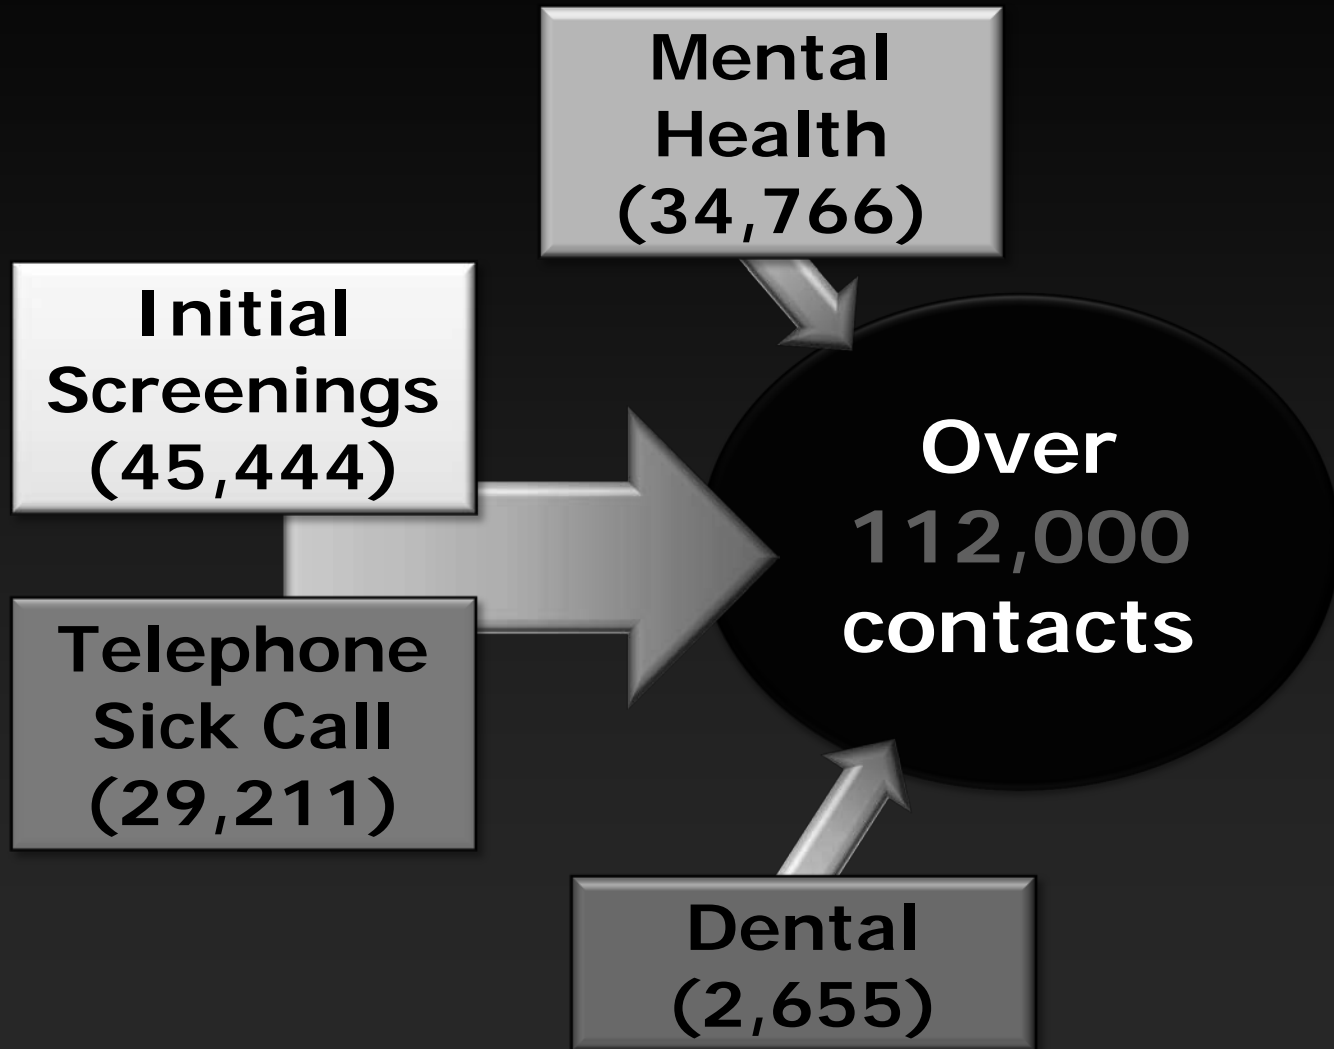 Mental
Health
(34,766)
Initial
Screenings
(45,444)
Over
112,000
contacts
Telephone
Sick Call
(29,211)
Dental
(2,655)